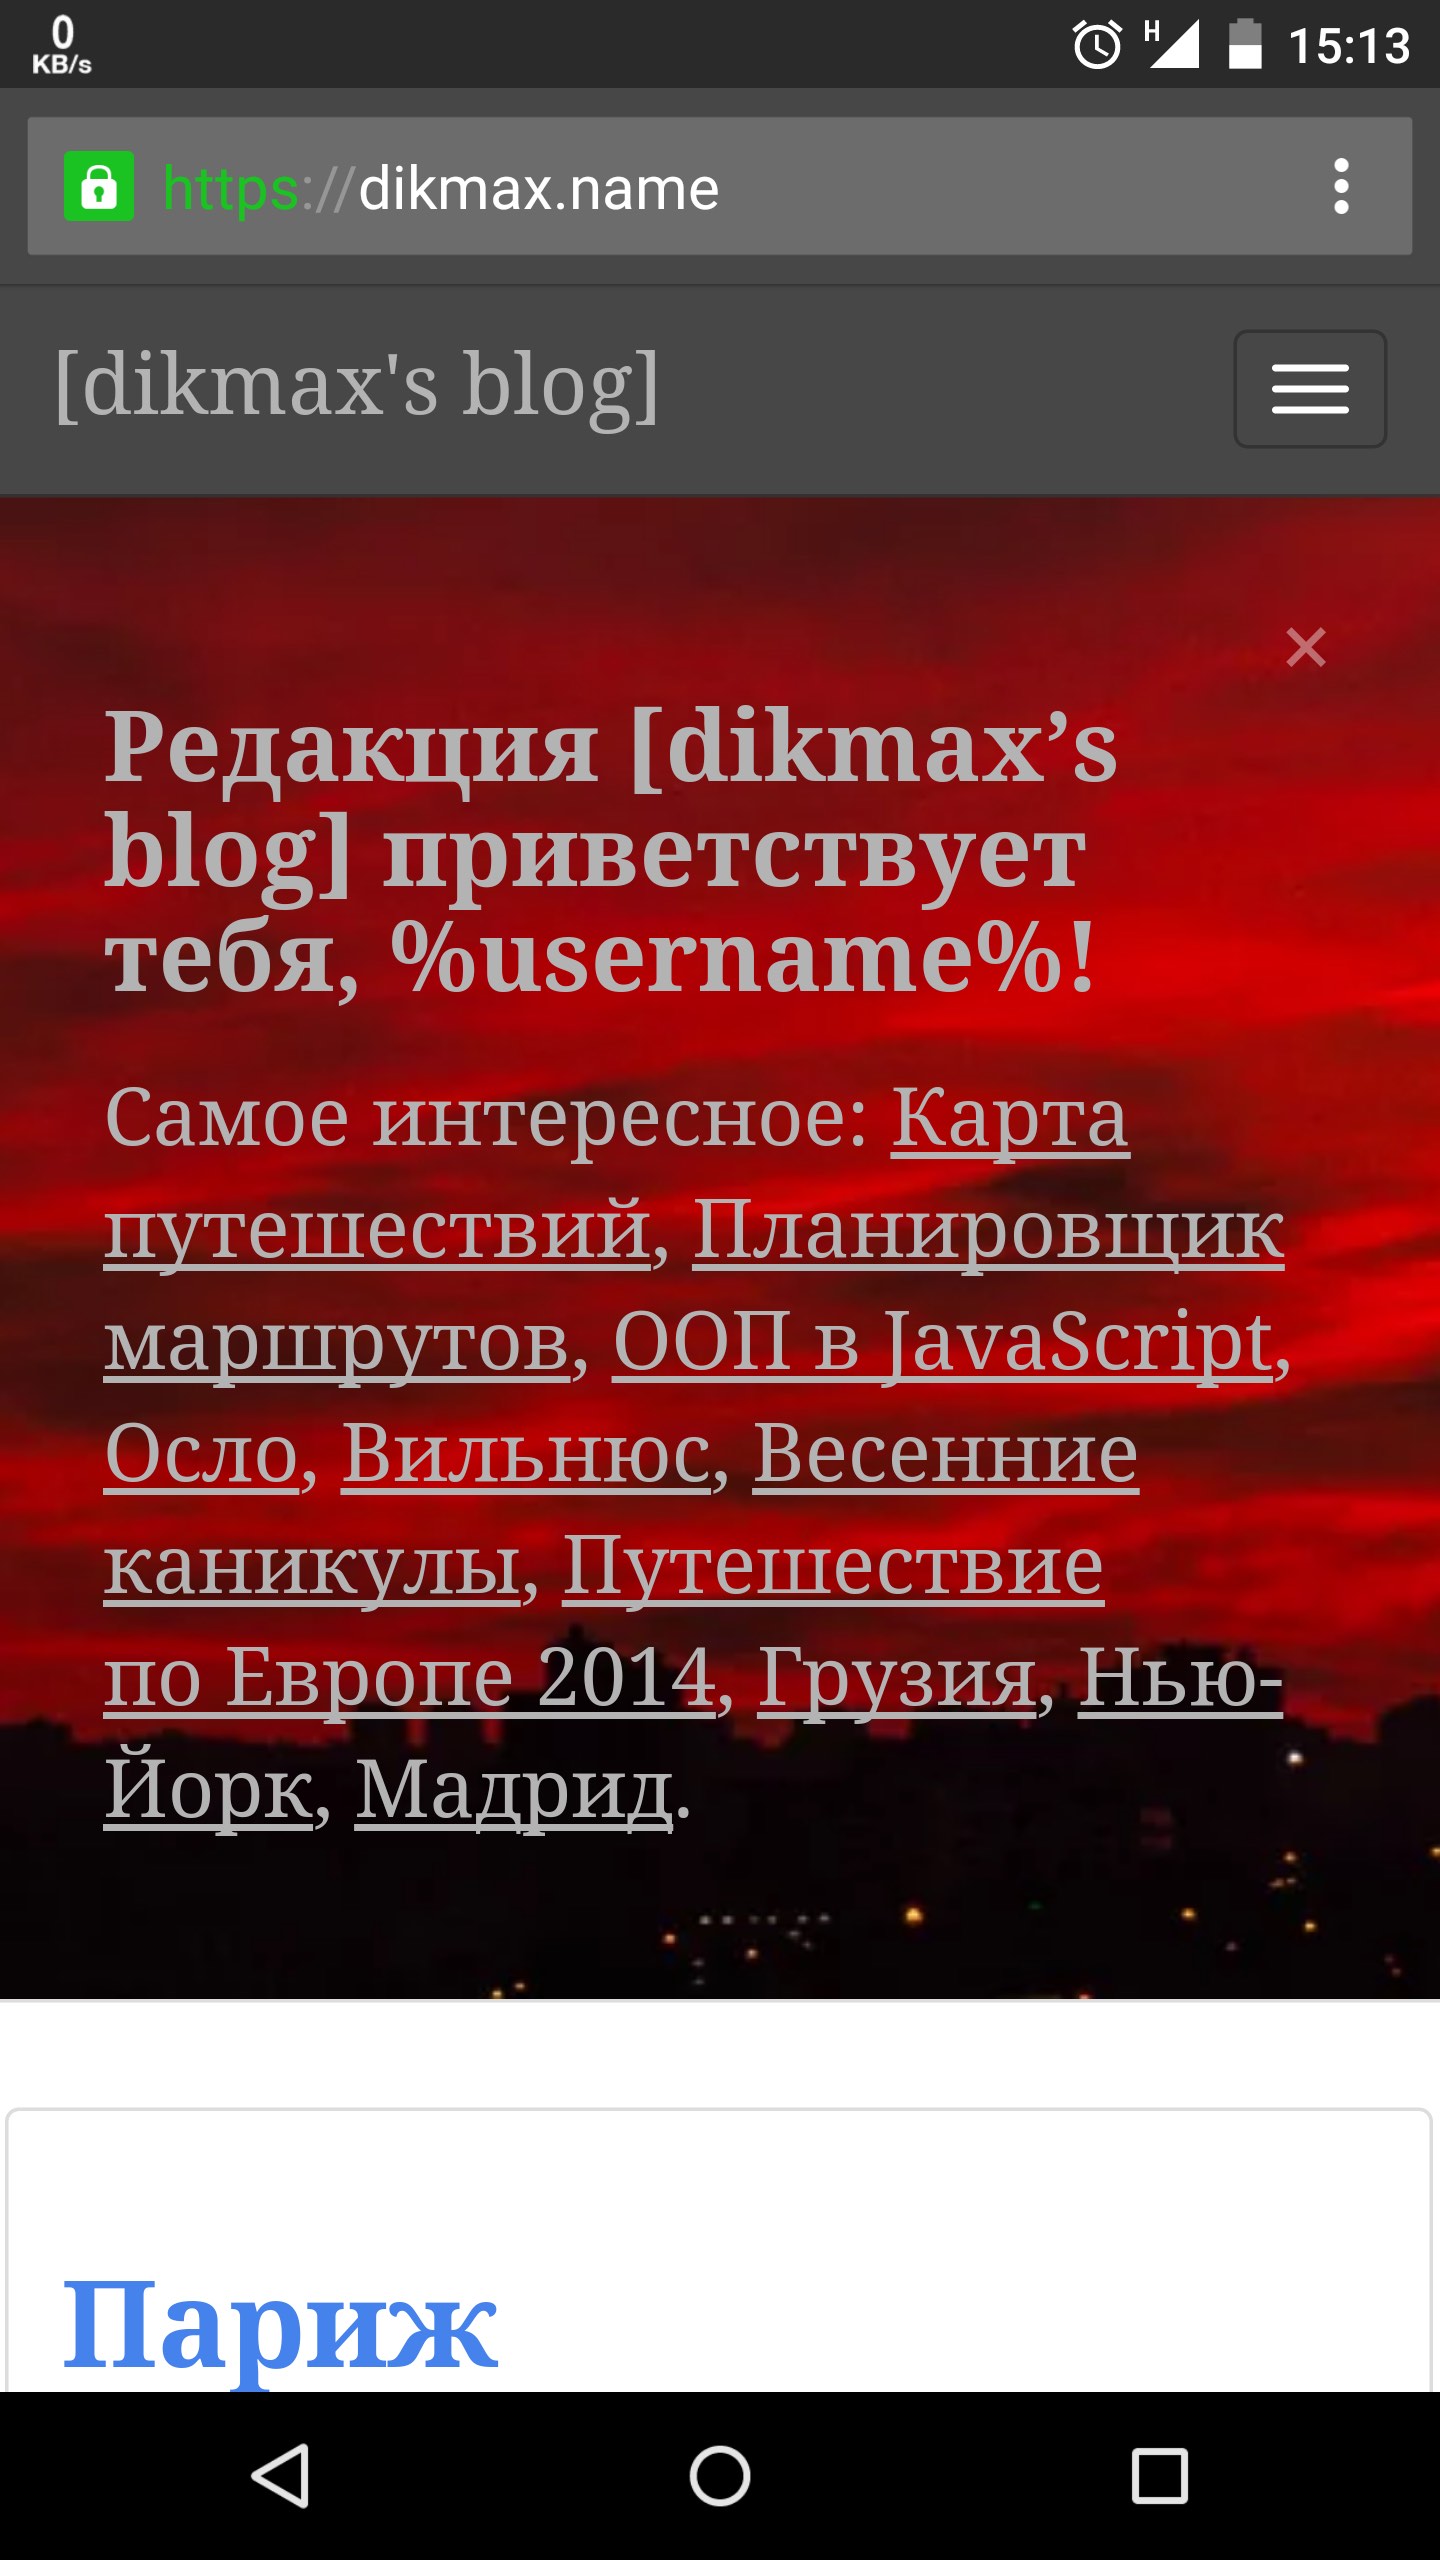 0
KB/s
H
15:13
https://dikmax.name
[dikmax's blog]
×
Редакция [dikmax’s
blog] приветствует
тебя, %username%!
Самое интересное: Карта
путешествий, Планировщик
маршрутов, ООП в JavaScript,
Осло, Вильнюс, Весенние
каникулы, Путешествие
по Европе 2014, Грузия, Нью-
Йорк, Мадрид.
Париж